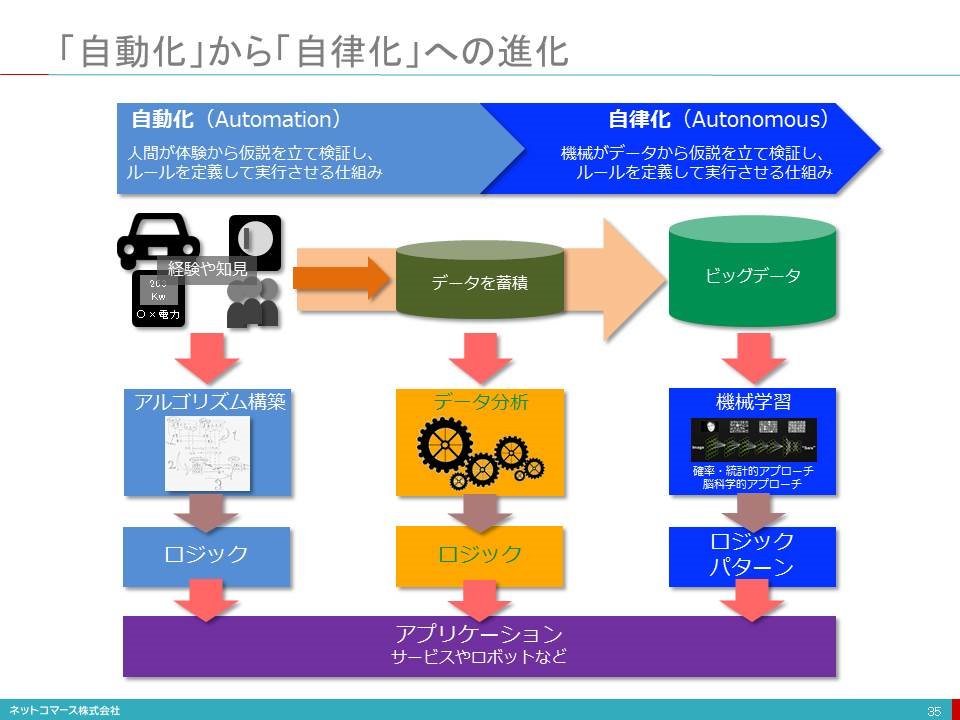 「自動化」から「自律化」への進化
自動化（Automation）
人間が体験から仮説を立て検証し、
ルールを定義して実行させる仕組み
自律化（Autonomous）
機械がデータから仮説を立て検証し、
ルールを定義して実行させる仕組み
経験や知見
200
Kw
○×電力
データを蓄積
ビッグデータ
アルゴリズム構築
データ分析
機械学習
確率・統計的アプローチ
脳科学的アプローチ
ロジック
ロジック
ロジック
パターン
アプリケーション
サービスやロボットなど
ネットコマース株式会社
35